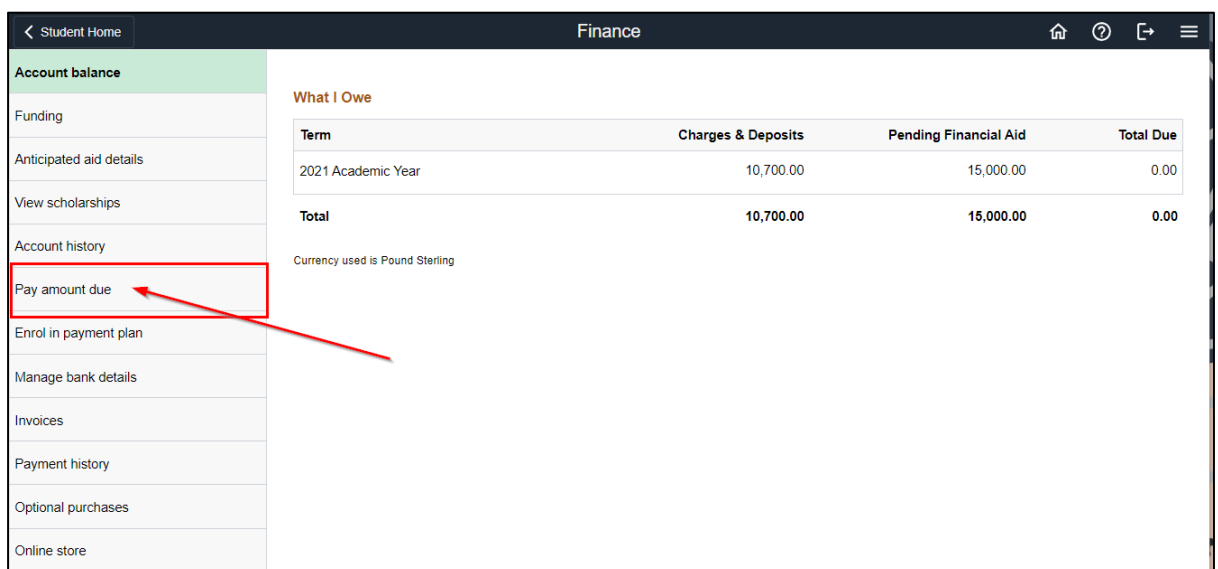 Student Home
Finance
Account balance
Funding
Anticipated aid details
View scholarships
Account history
Pay amount due
Enrol in payment plan
Manage bank details
Invoices
Payment history
Optional purchases
Online store
What I Owe
Term Charges & Deposits Pending Financial Aid Total Due
2021 Academic Year 10,700.00 15,000.00 0.00
Total 10,700.00 15,000.00 0.00
Currency used is Pound Sterling